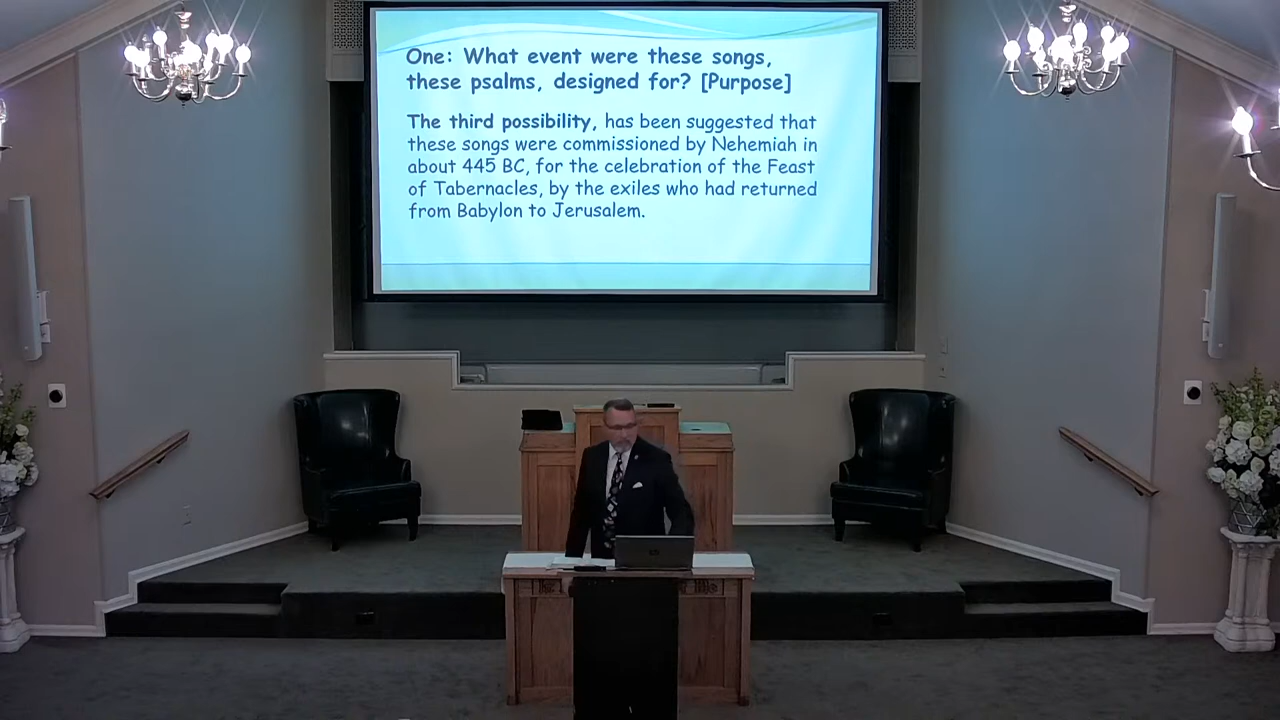 One: What event were these songs,
these psalms, designed for? [Purpose]
The third possibility, has been suggested that
these songs were commissioned by Nehemiah in
about 445 BC, for the celebration of the Feast
of Tabernacles, by the exiles who had returned
from Babylon to Jerusalem.